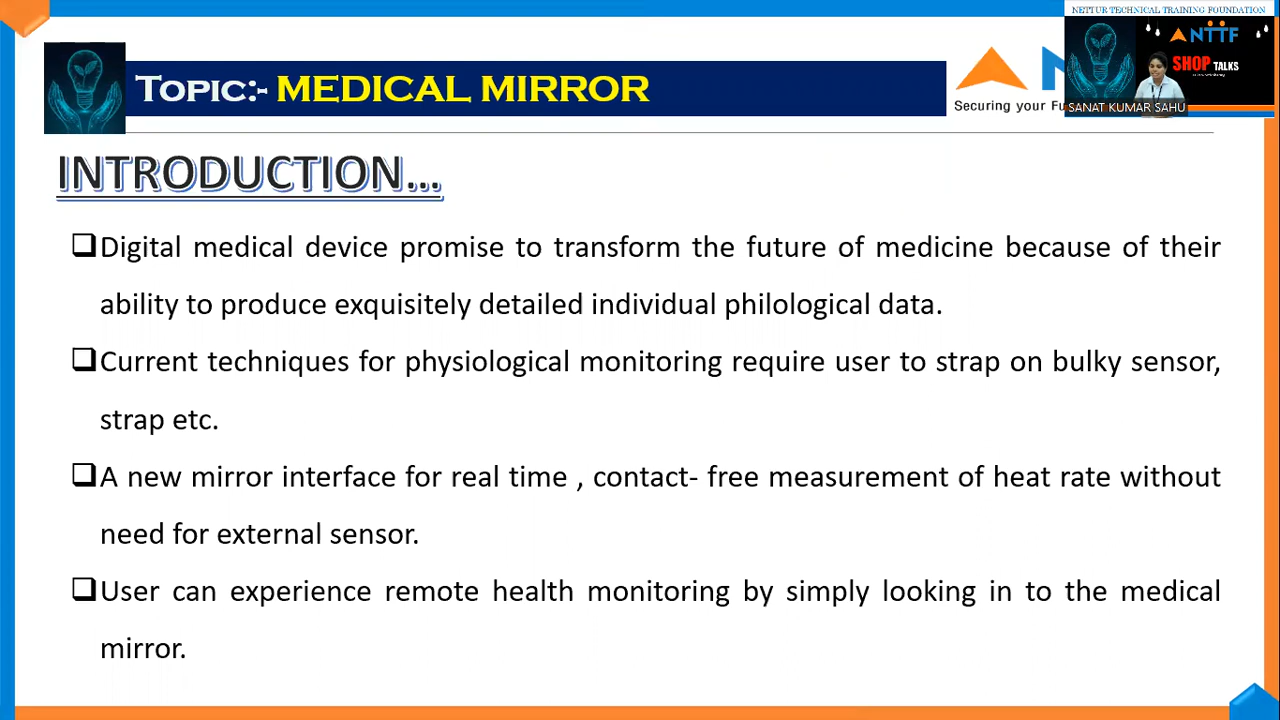 NETTUR TECHNICAL TRAINING FOUNDATION
NTTF
SHOP TALKS
SANAT KUMAR SAHU
Topic:- MEDICAL MIRROR
Securing your Fu
INTRODUCTION...
Digital medical device promise to transform the future of medicine because of their
ability to produce exquisitely detailed individual philological data.
Current techniques for physiological monitoring require user to strap on bulky sensor,
strap etc.
A new mirror interface for real time , contact- free measurement of heat rate without
need for external sensor.
User can experience remote health monitoring by simply looking in to the medical
mirror.